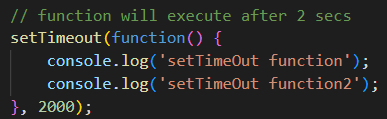 // function will execute after 2 secs
setTimeout(function() {
    console.log('setTimeOut function');
    console.log('setTimeOut function2');
}, 2000);